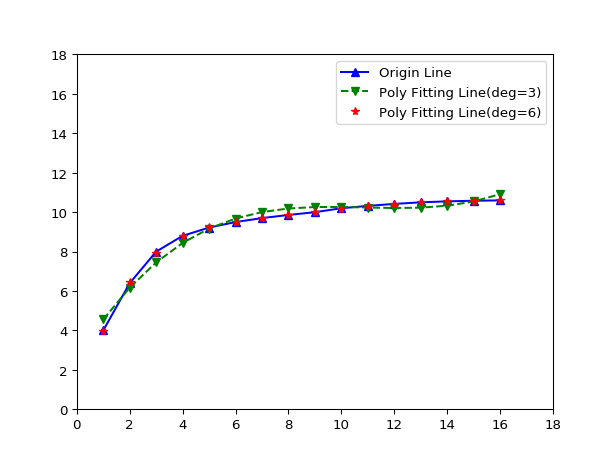 18
16
14
12
10
8
6
4
2
0
0 2 4 6 8 10 12 14 16 18
Origin Line
Poly Fitting Line(deg=3)
Poly Fitting Line(deg=6)